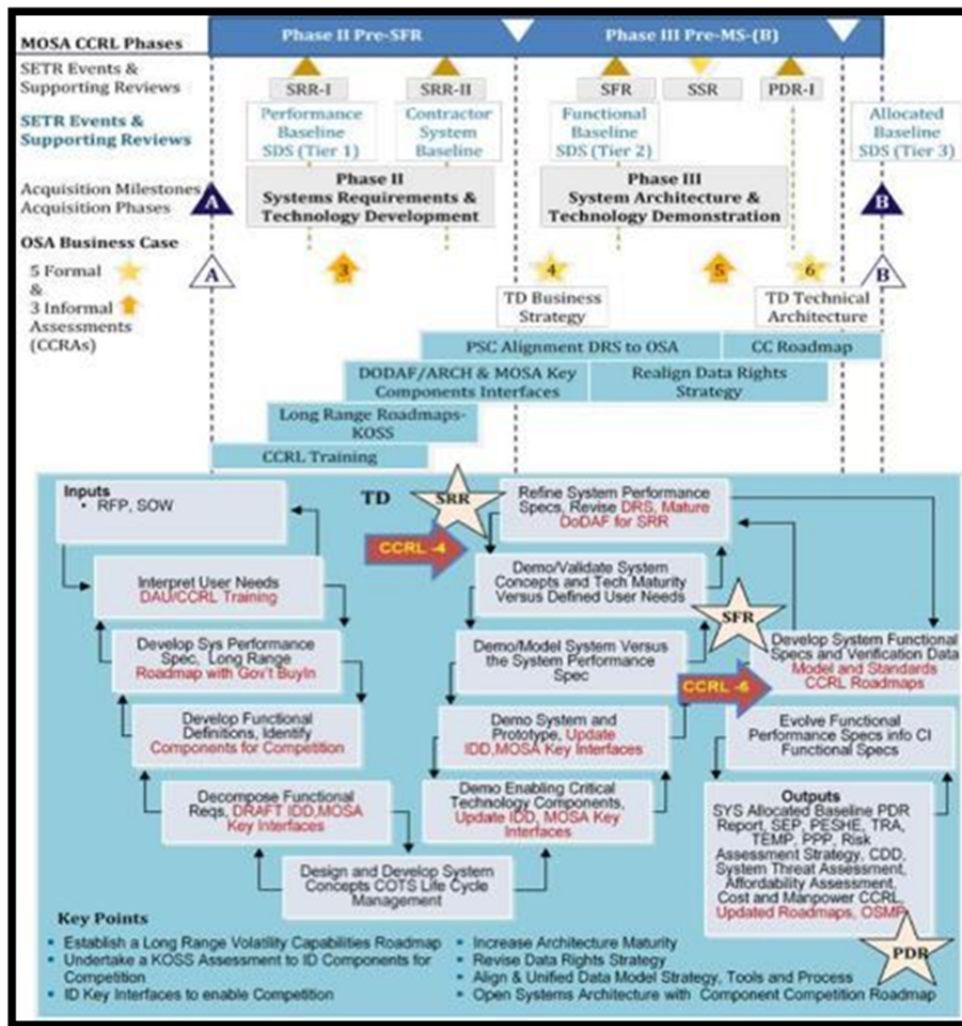 MOSA CCRL Phases
Phase II Pre-SFR
Phase III Pre-MS-(B)
SETR Events &
Supporting Reviews
SRR-I
SRR-II
SFR
SSR
PDR-I
SETR Events &
Supporting Reviews
Performance
Baseline
SDS (Tier 1)
Contractor
System
Baseline
Functional
Baseline
SDS (Tier 2)
Allocated
Baseline
SDS (Tier 3)
Acquisition Milestones
Acquisition Phases
A
Phase II
Systems Requirements &
Technology Development
Phase III
System Architecture &
Technology Demonstration
B
OSA Business Case
5 Formal
&
3 Informal
Assessments
(CCRAs)
A
3
4
5
6
B
TD Business
Strategy
TD Technical
Architecture
PSC Alignment DRS to OSA
CC Roadmap
DODAF/ARCH & MOSA Key
Components Interfaces
Realign Data Rights
Strategy
Long Range Roadmaps-
KOSS
CCRL Training
Inputs
• RFP, SOW
TD
SRR
CCRL -4
Refine System Performance
Specs, Revise DRS, Mature
DoDAF for SRR
Interpret User Needs
DAU/CCRL Training
Demo/Validate System
Concepts and Tech Maturity
Versus Defined User Needs
SFR
Develop Sys Performance
Spec, Long Range
Roadmap with Gov't BuyIn
Demo/Model System Versus
the System Performance
Spec
CCRL -6
Develop System Functional
Specs and Verification Data
Model and Standards
CCRL Roadmaps
Develop Functional
Definitions, Identify
Components for Competition
Demo System and
Prototype, Update
IDD,MOSA Key Interfaces
Evolve Functional
Performance Specs info CI
Functional Specs
Decompose Functional
Reqs, DRAFT IDD,MOSA
Key Interfaces
Demo Enabling Critical
Technology Components,
Update IDD, MOSA Key
Interfaces
Outputs
SYS Allocated Baseline PDR
Report, SEP, PESHE, TRA,
TEMP, PPP, Risk
Assessment Strategy, CDD,
System Threat Assessment,
Affordability Assessment,
Cost and Manpower CCRL,
Updated Roadmaps, OSMP
Design and Develop System
Concepts COTS Life Cycle
Management
PDR
Key Points
▪ Establish a Long Range Volatility Capabilities Roadmap
▪ Undertake a KOSS Assessment to ID Components for
Competition
▪ ID Key Interfaces to enable Competition
▪ Increase Architecture Maturity
▪ Revise Data Rights Strategy
▪ Align & Unified Data Model Strategy, Tools and Process
▪ Open Systems Architecture with Component Competition Roadmap